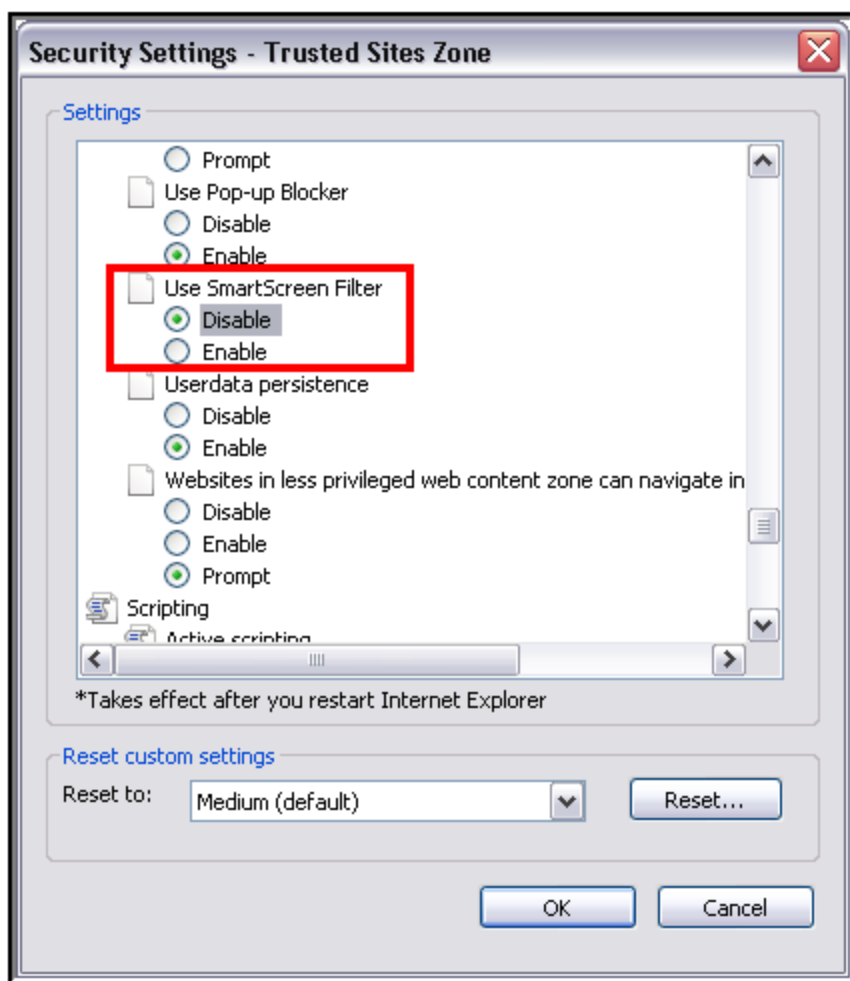 Security Settings - Trusted Sites Zone
Settings
Prompt
Use Pop-up Blocker
Disable
Enable
Use SmartScreen Filter
Disable
Enable
Userdata persistence
Disable
Enable
Websites in less privileged web content zone can navigate in
Disable
Enable
Prompt
Scripting
Active scripting
*Takes effect after you restart Internet Explorer
Reset custom settings
Reset to:
Medium (default)
Reset...
OK
Cancel